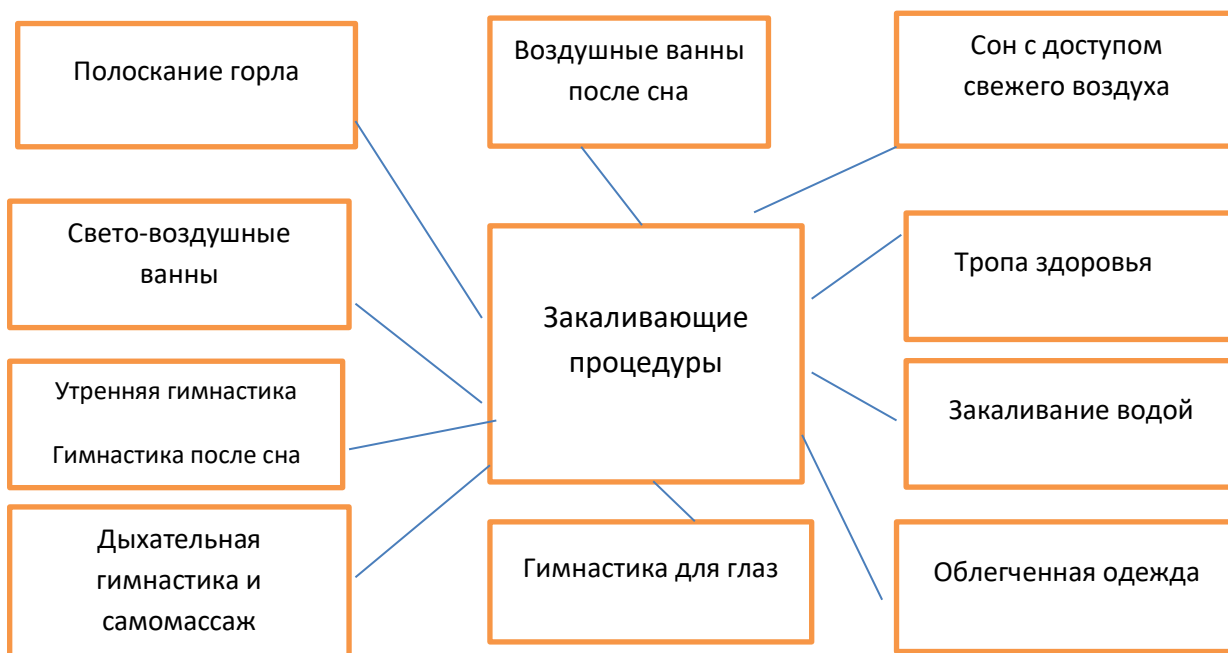 Полоскание горла
Воздушные ванны
после сна
Сон с доступом
свежего воздуха
Свето-воздушные
ванны
Закаливающие
процедуры
Тропа здоровья
Утренняя гимнастика
Гимнастика после сна
Закаливание водой
Дыхательная
гимнастика и
самомассаж
Гимнастика для глаз
Облегченная одежда